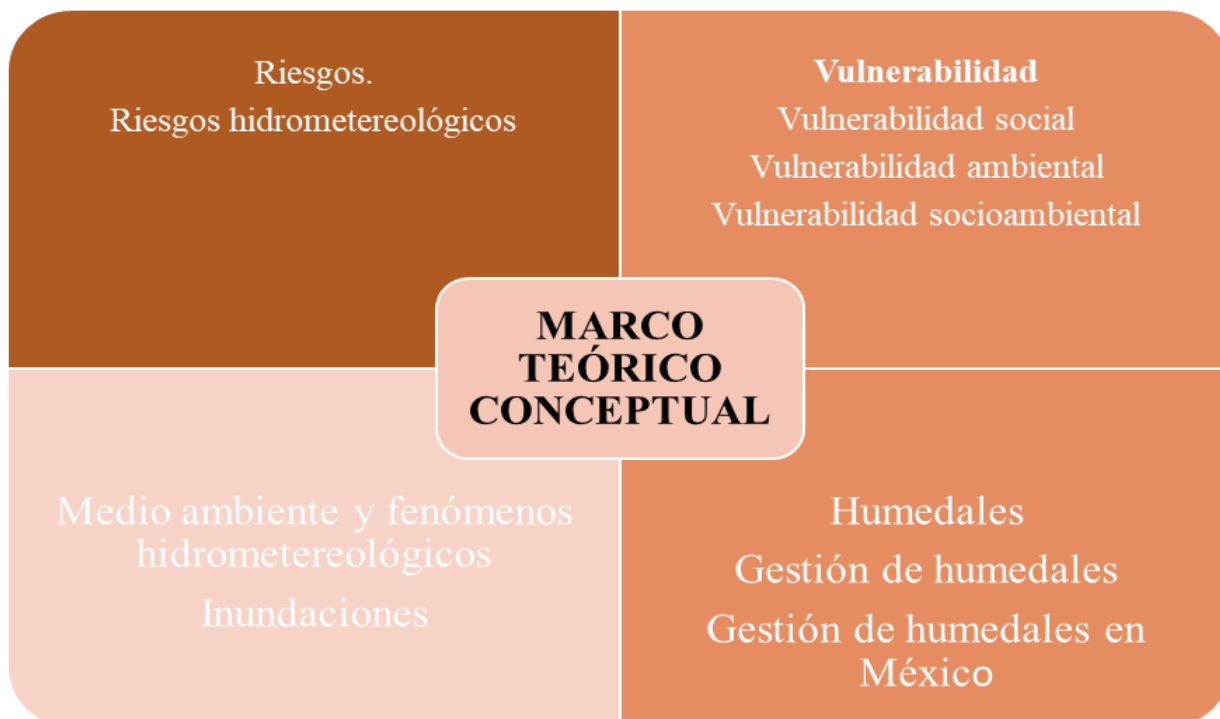 Riesgos.
Riesgos hidrometereológicos
Vulnerabilidad
Vulnerabilidad social
Vulnerabilidad ambiental
Vulnerabilidad socioambiental
MARCO
TEÓRICO
CONCEPTUAL
Medio ambiente y fenómenos
hidrometereológicos
Inundaciones
Humedales
Gestión de humedales
Gestión de humedales en
México